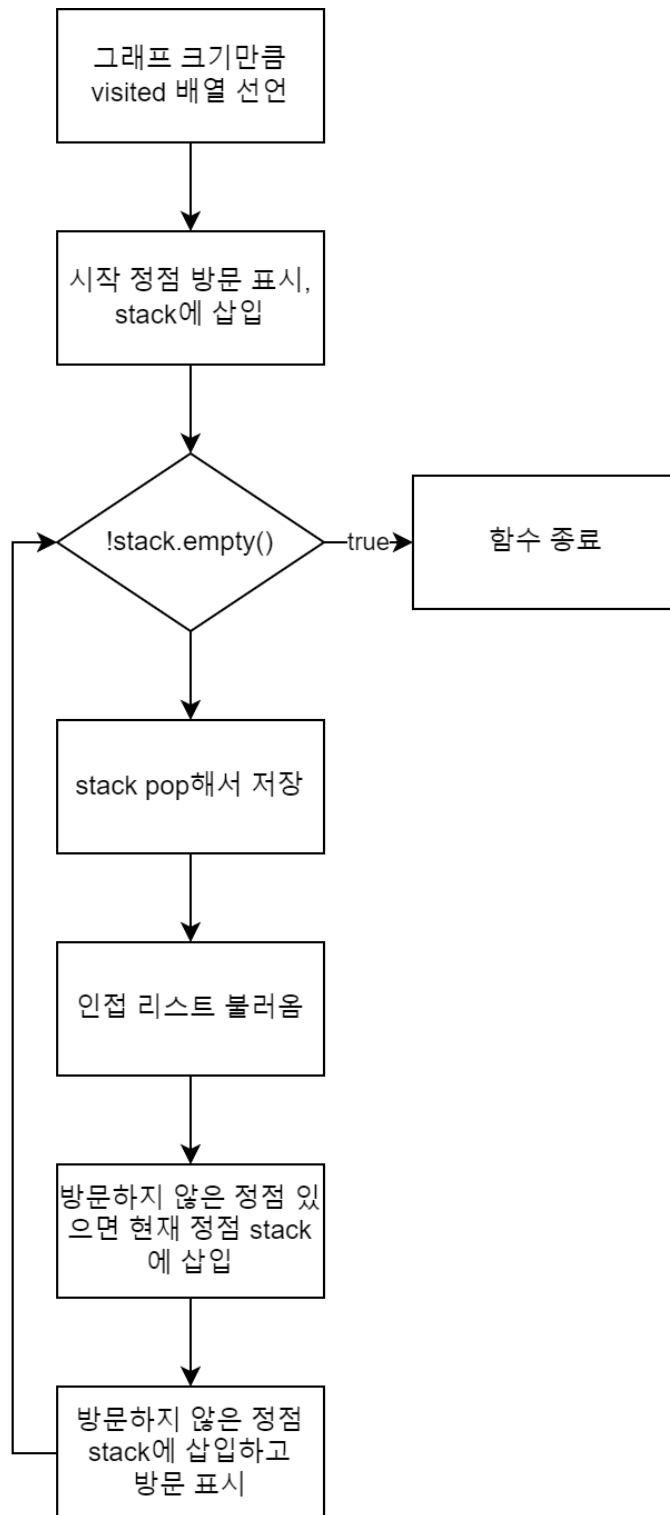 그래프 크기만큼
visited 배열 선언
시작 정점 방문 표시,
stack에 삽입
!stack.empty()
true
함수 종료
stack pop해서 저장
인접 리스트 불러옴
방문하지 않은 정점 있
으면 현재 정점 stack
에 삽입
방문하지 않은 정점
stack에 삽입하고
방문 표시